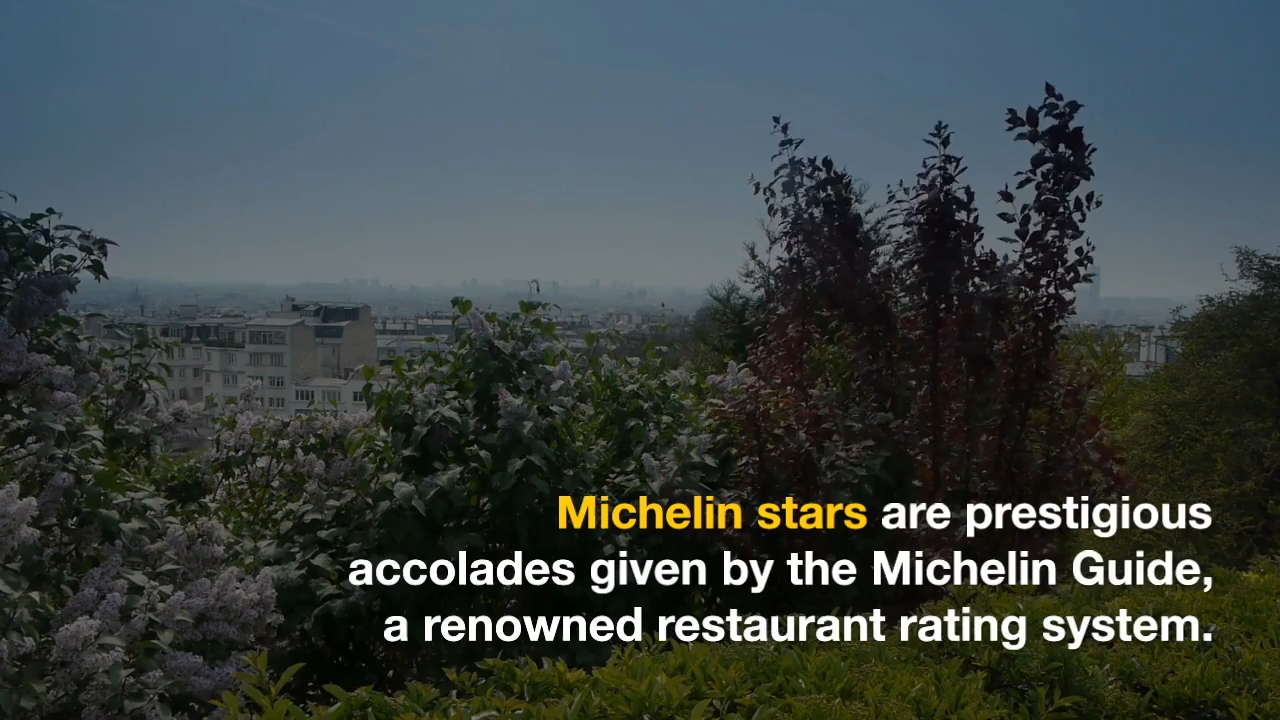 Michelin stars are prestigious
accolades given by the Michelin Guide,
a renowned restaurant rating system.